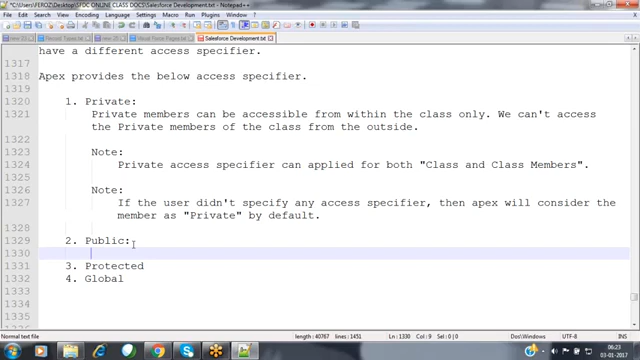 *C:\Users\FEROZ\SFDC ONLINE CLASS DOCS\Salesforce Development.txt - Notepad++
File Edit Search View Encoding Language Settings Macro Run Plugins Window ?
Salesforce Development.txt
have a different access specifier.
1317
1318 Apex provides the below access specifier.
1319
1320 1. Private:
1321 Private members can be accessible from within the class only. We can't access
the Private members of the class from the outside.
1322
1323 Note:
1324 Private access specifier can applied for both "Class and Class Members".
1325
1326 Note:
1327 If the user didn't specify any access specifier, then apex will consider the
member as "Private" by default.
1328
1329 2. Public:
1330
1331 3. Protected
1332 4. Global
1333
1334
1335
Normal text file length : 40767 lines : 1451 Ln : 1330 Col : 9 Sel : 0 | 0 Dos\Windows UTF-8 INS
06:23
03-01-2017